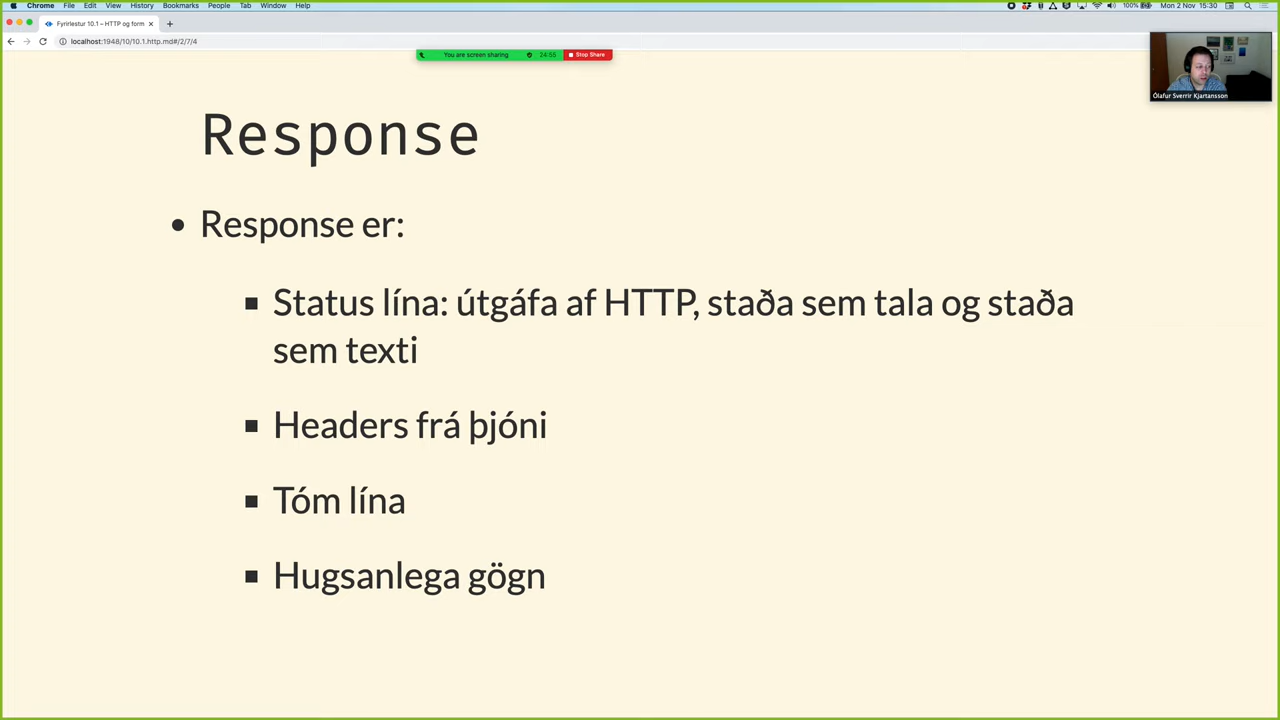 Chrome File Edit View History Bookmarks People Tab Window Help 100% Mon 2 Nov 15:30
Fyrirlestur 10.1 – HTTP og form
localhost:1948/10/10.1.http.md#/2/7/4
You are screen sharing 24:55 Stop Share
Ólafur Sverrir Kjartansson
Response
Response er:
Status lína: útgáfa af HTTP, staða sem tala og staða
sem texti
Headers frá þjóni
Tóm lína
Hugsanlega gögn